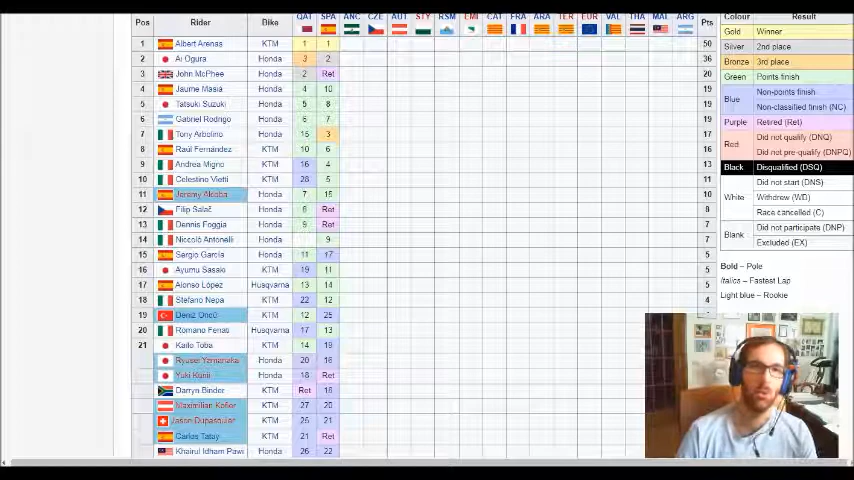 Pos Rider Bike QAT SPA ANC CZE AUT STY RSM EMI CAT FRA ARA TER EUR VAL THA MAL ARG Pts
1 Albert Arenas KTM 1 1 50
2 Ai Ogura Honda 3 2 36
3 John McPhee Honda 2 Ret 20
4 Jaume Masia Honda 4 10 19
5 Tatsuki Suzuki Honda 5 8 19
6 Gabriel Rodrigo Honda 6 7 19
7 Tony Arbolino Honda 15 3 17
8 Raúl Fernández KTM 10 6 16
9 Andrea Migno KTM 16 4 13
10 Celestino Vietti KTM 28 5 11
11 Jeremy Alcoba Honda 7 15 10
12 Filip Salač Honda 8 Ret 8
13 Dennis Foggia Honda 9 Ret 7
14 Niccolò Antonelli Honda 9 7
15 Sergio García Honda 11 17 5
16 Ayumu Sasaki KTM 19 11 5
17 Alonso López Husqvarna 13 14 5
18 Stefano Nepa KTM 22 12 4
19 Deniz Öncü KTM 12 25
20 Romano Fenati Husqvarna 17 13
21 Kaito Toba KTM 14 19
Ryusei Yamanaka Honda 20 16
Yuki Kunii Honda 18 Ret
Darryn Binder KTM Ret 18
Maximilian Kofler KTM 27 20
Jason Dupasquier KTM 25 21
Carlos Tatay KTM 21 Ret
Khairul Idham Pawi Honda 26 22
Colour Result
Gold Winner
Silver 2nd place
Bronze 3rd place
Green Points finish
Blue Non-points finish
Non-classified finish (NC)
Purple Retired (Ret)
Red Did not qualify (DNQ)
Did not pre-qualify (DNPQ)
Black Disqualified (DSQ)
White Did not start (DNS)
Withdrew (WD)
Race cancelled (C)
Blank Did not participate (DNP)
Excluded (EX)
Bold – Pole
Italics – Fastest Lap
Light blue – Rookie